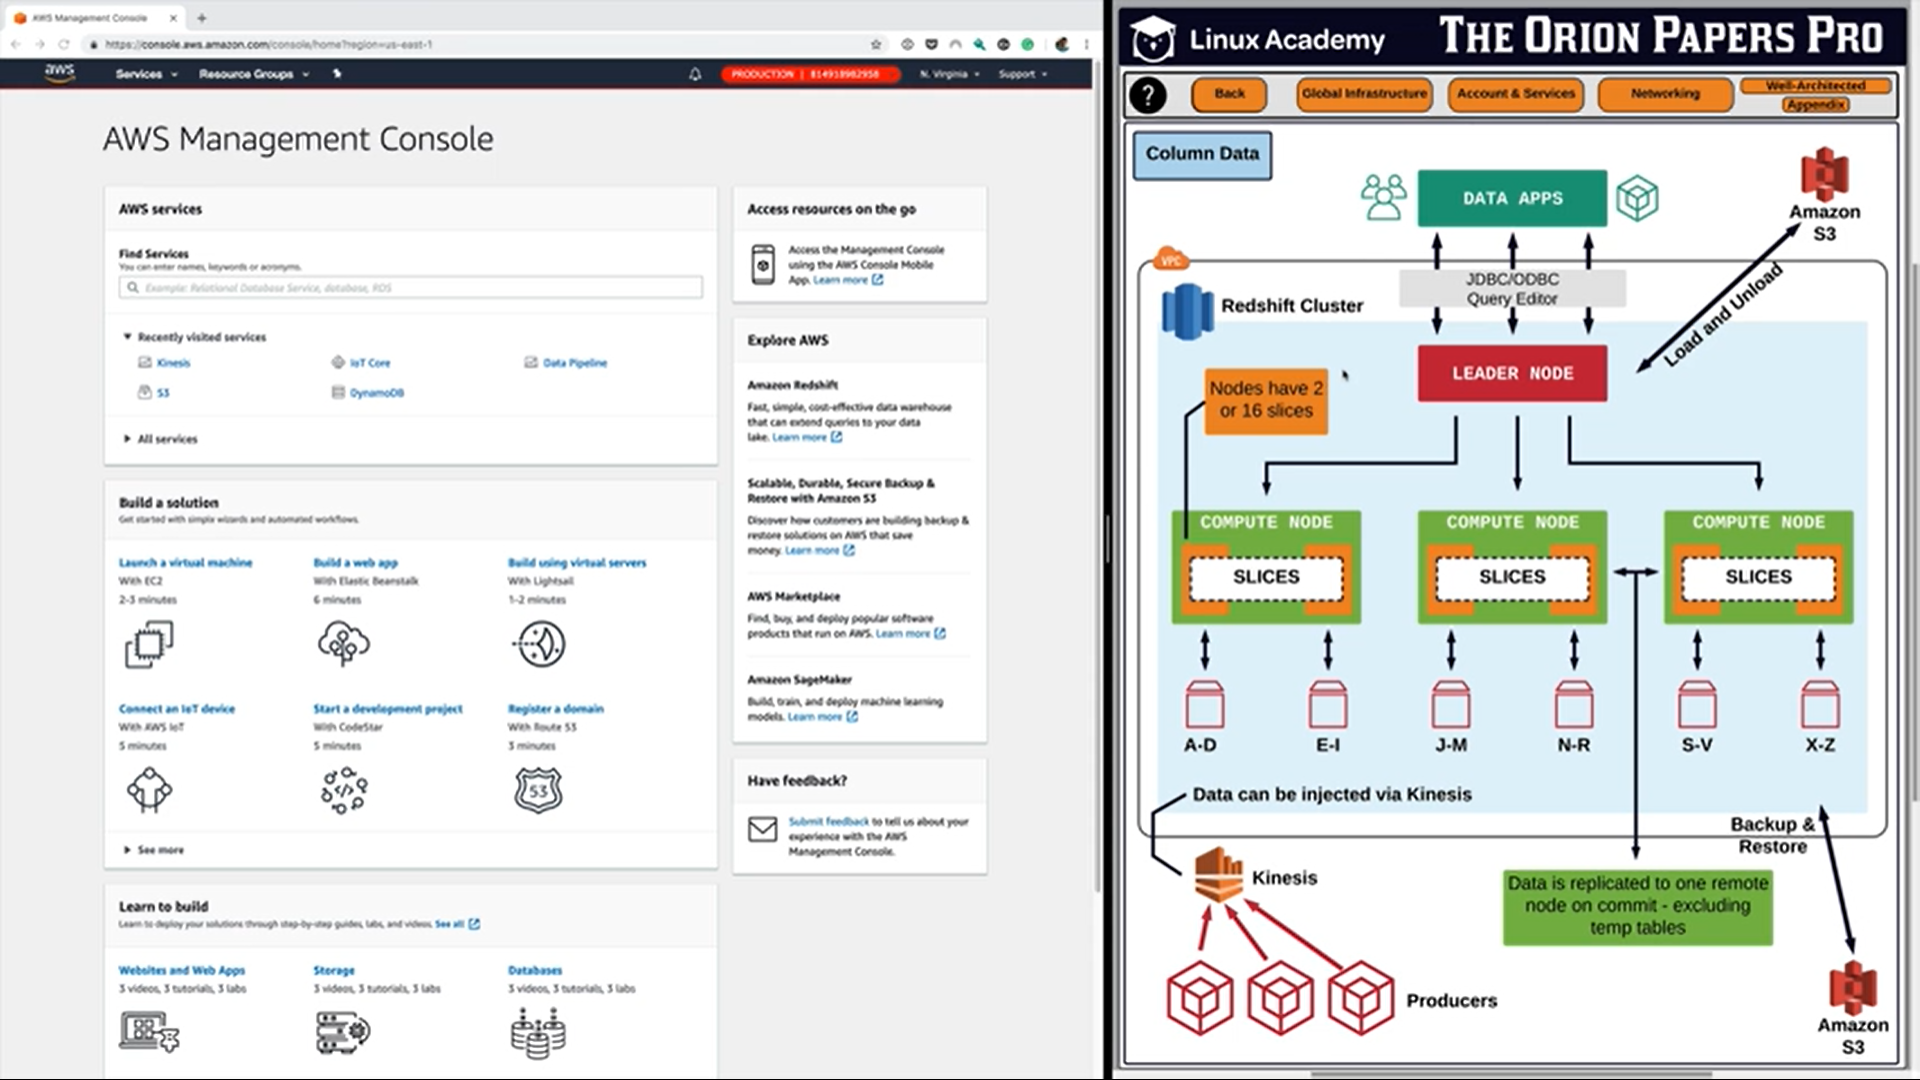 AWS Management Console
https://console.aws.amazon.com/console/home?region=us-east-1
aws
Services
Resource Groups
PRODUCTION | 814918982958
N. Virginia
Support
AWS Management Console
AWS services
Find Services
You can enter names, keywords or acronyms.
Example: Relational Database Service, database, RDS
Recently visited services
Kinesis
IoT Core
Data Pipeline
S3
DynamoDB
All services
Build a solution
Get started with simple wizards and automated workflows.
Launch a virtual machine
With EC2
2-3 minutes
Build a web app
With Elastic Beanstalk
6 minutes
Build using virtual servers
With Lightsail
1-2 minutes
Connect an IoT device
With AWS IoT
5 minutes
Start a development project
With CodeStar
5 minutes
Register a domain
With Route 53
3 minutes
53
See more
Learn to build
Learn to deploy your solutions through step-by-step guides, labs, and videos. See all
Websites and Web Apps
3 videos, 3 tutorials, 3 labs
Storage
3 videos, 3 tutorials, 3 labs
Databases
3 videos, 3 tutorials, 3 labs
Access resources on the go
Access the Management Console
using the AWS Console Mobile
App. Learn more
Explore AWS
Amazon Redshift
Fast, simple, cost-effective data warehouse
that can extend queries to your data
lake. Learn more
Scalable, Durable, Secure Backup &
Restore with Amazon S3
Discover how customers are building backup &
restore solutions on AWS that save
money. Learn more
AWS Marketplace
Find, buy, and deploy popular software
products that run on AWS. Learn more
Amazon SageMaker
Build, train, and deploy machine learning
models. Learn more
Have feedback?
Submit feedback to tell us about your
experience with the AWS
Management Console.
Linux Academy
THE ORION PAPERS PRO
?
Back
Global Infrastructure
Account & Services
Networking
Well-Architected
Appendix
Column Data
DATA APPS
Amazon
S3
VPC
JDBC/ODBC
Query Editor
Redshift Cluster
Load and Unload
LEADER NODE
Nodes have 2
or 16 slices
COMPUTE NODE
SLICES
COMPUTE NODE
SLICES
COMPUTE NODE
SLICES
A-D
E-I
J-M
N-R
S-V
X-Z
Data can be injected via Kinesis
Backup &
Restore
Kinesis
Data is replicated to one remote
node on commit - excluding
temp tables
Producers
Amazon
S3